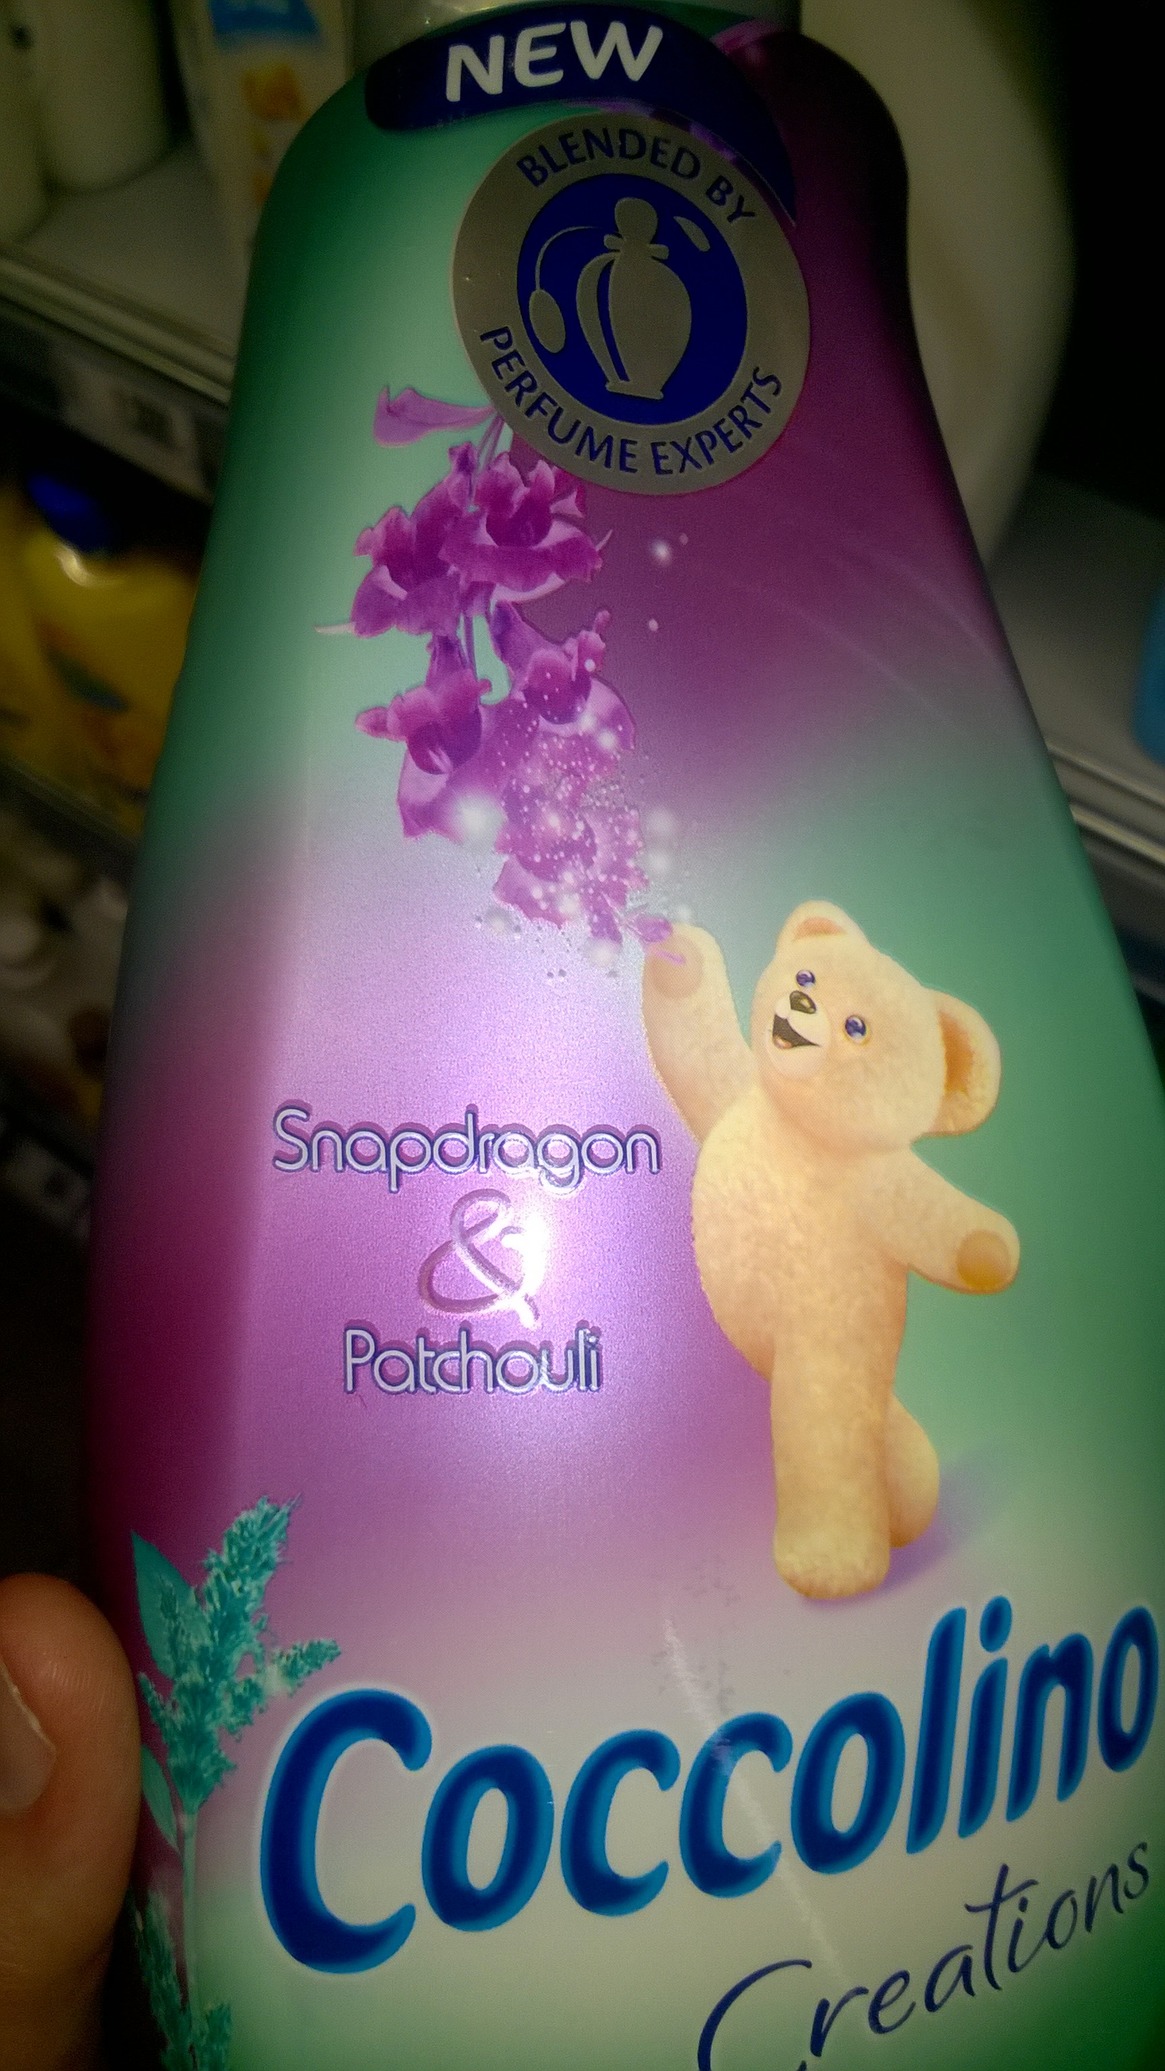 NEW
BLENDED BY
PERFUME EXPERTS
Snapdragon
&
Patchouli
Coccolino
Creations